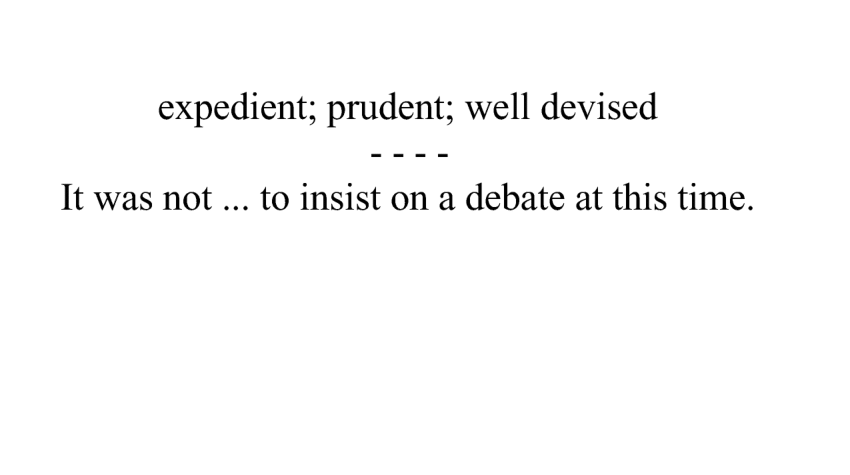 expedient; prudent; well devised
- - - -
It was not ... to insist on a debate at this time.